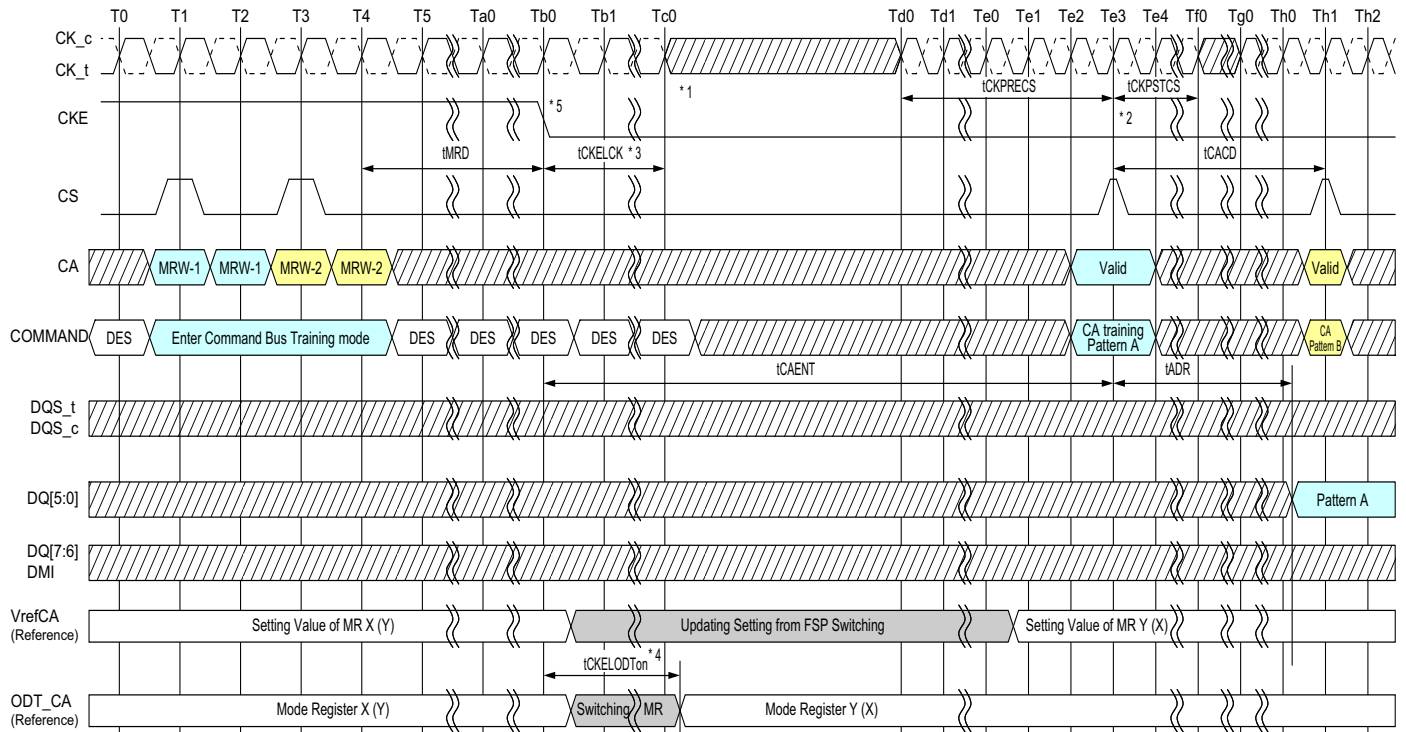 T0 T1 T2 T3 T4 T5 Ta0 Tb0 Tb1 Tc0 Td0 Td1 Te0 Te1 Te2 Te3 Te4 Tf0 Tg0 Th0 Th1 Th2
CK_c
CK_t
* 1
tCKPRECS
tCKPSTCS
CKE
* 5
* 2
tMRD
tCKELCK * 3
tCACD
CS
CA
MRW-1
MRW-1
MRW-2
MRW-2
Valid
Valid
COMMAND
DES
Enter Command Bus Training mode
DES
DES
DES
DES
DES
CA training
Pattern A
CA
Pattern B
tCAENT
tADR
DQS_t
DQS_c
DQ[5:0]
Pattern A
DQ[7:6]
DMI
VrefCA
(Reference)
Setting Value of MR X (Y)
Updating Setting from FSP Switching
Setting Value of MR Y (X)
tCKELODTon * 4
ODT_CA
(Reference)
Mode Register X (Y)
Switching MR
Mode Register Y (X)